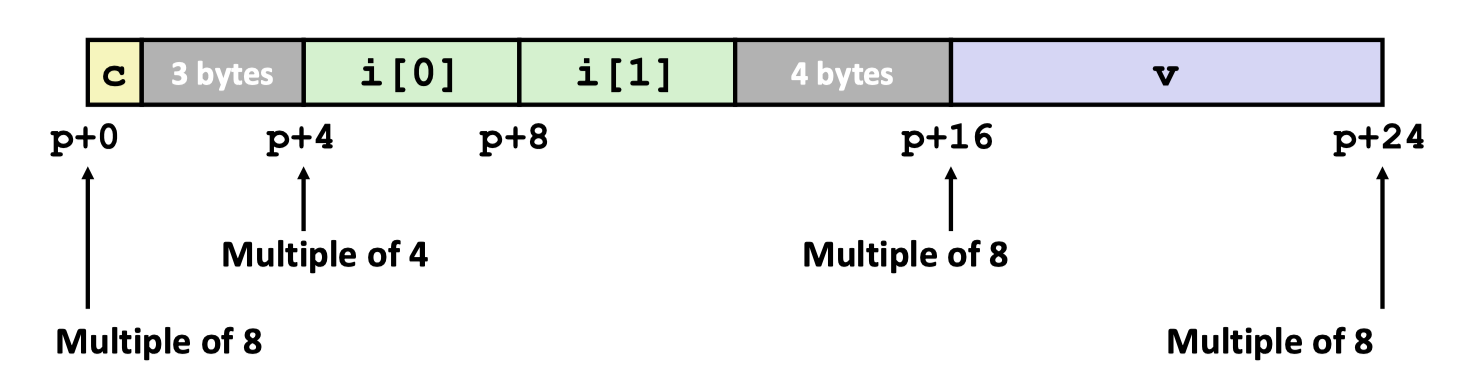 c 3 bytes i[0] i[1] 4 bytes v
p+0 p+4 p+8 p+16 p+24
Multiple of 4 Multiple of 8
Multiple of 8 Multiple of 8